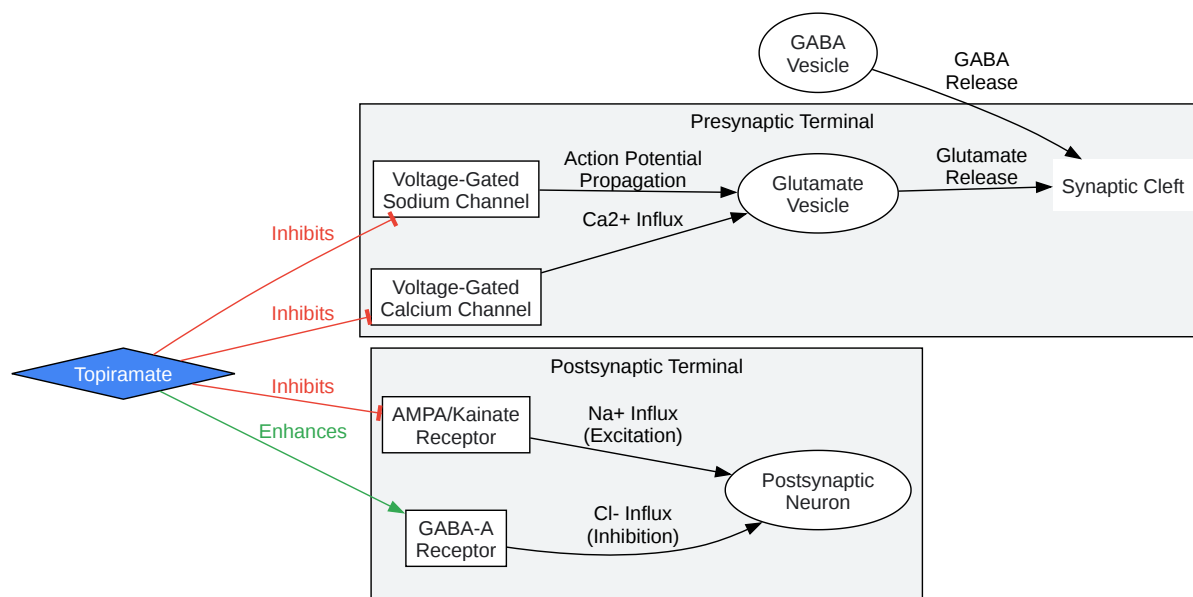 GABA
Vesicle
GABA
Release
Presynaptic Terminal
Voltage-Gated
Sodium Channel
Action Potential
Propagation
Glutamate
Vesicle
Glutamate
Release
Synaptic Cleft
Ca2+ Influx
Inhibits
Voltage-Gated
Calcium Channel
Inhibits
Topiramate
Postsynaptic Terminal
Inhibits
AMPA/Kainate
Receptor
Na+ Influx
(Excitation)
Enhances
Postsynaptic
Neuron
GABA-A
Receptor
Cl- Influx
(Inhibition)